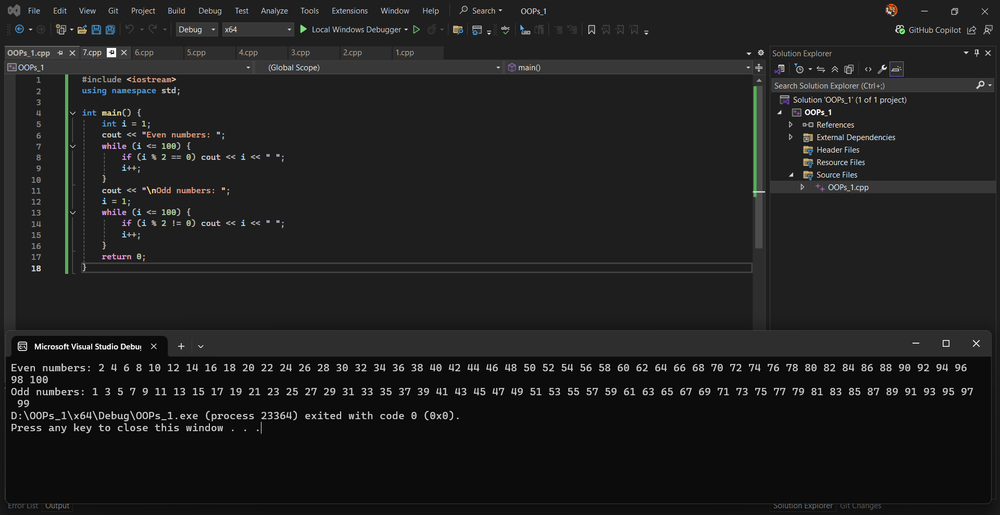 File Edit View Git Project Build Debug Test Analyze Tools Extensions Window Help Search OOPs_1
Debug x64 Local Windows Debugger abc GitHub Copilot
OOPs_1.cpp 7.cpp 6.cpp 5.cpp 4.cpp 3.cpp 2.cpp 1.cpp
OOPs_1 (Global Scope) main()
1 #include <iostream>
2 using namespace std;
3
4 int main() {
5 int i = 1;
6 cout << "Even numbers: ";
7 while (i <= 100) {
8 if (i % 2 == 0) cout << i << " ";
9 i++;
10 }
11 cout << "\nOdd numbers: ";
12 i = 1;
13 while (i <= 100) {
14 if (i % 2 != 0) cout << i << " ";
15 i++;
16 }
17 return 0;
18 }
Solution Explorer
Search Solution Explorer (Ctrl+;)
Solution 'OOPs_1' (1 of 1 project)
OOPs_1
References
External Dependencies
Header Files
Resource Files
Source Files
OOPs_1.cpp
Microsoft Visual Studio Debug
Even numbers: 2 4 6 8 10 12 14 16 18 20 22 24 26 28 30 32 34 36 38 40 42 44 46 48 50 52 54 56 58 60 62 64 66 68 70 72 74 76 78 80 82 84 86 88 90 92 94 96
98 100
Odd numbers: 1 3 5 7 9 11 13 15 17 19 21 23 25 27 29 31 33 35 37 39 41 43 45 47 49 51 53 55 57 59 61 63 65 67 69 71 73 75 77 79 81 83 85 87 89 91 93 95 97
99
D:\OOPs_1\x64\Debug\OOPs_1.exe (process 23364) exited with code 0 (0x0).
Press any key to close this window . . .
Error List Output Solution Explorer Git Changes